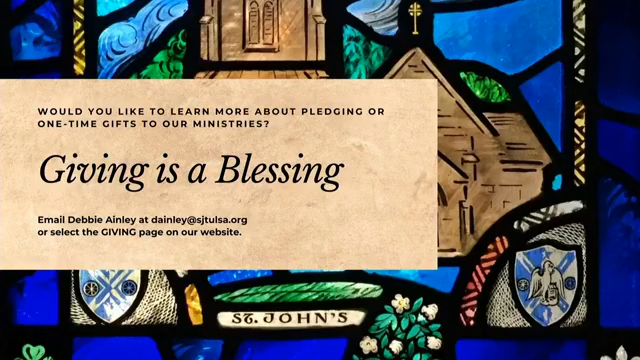 WOULD YOU LIKE TO LEARN MORE ABOUT PLEDGING OR
ONE-TIME GIFTS TO OUR MINISTRIES?
Giving is a Blessing
Email Debbie Ainley at dainley@sjtulsa.org
or select the GIVING page on our website.
ST. JOHN'S